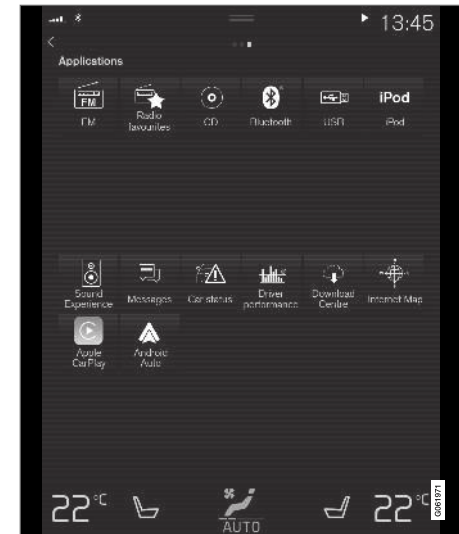 13:45
Applications
FM
iPod
FM
Radio
favourites
CD
Bluetooth
USB
iPod
Sound
Experience
Messages
Car status
Driver
performance
Download
Centre
Internet Map
Apple
CarPlay
Android
Auto
22°C
AUTO
22°C
G061971